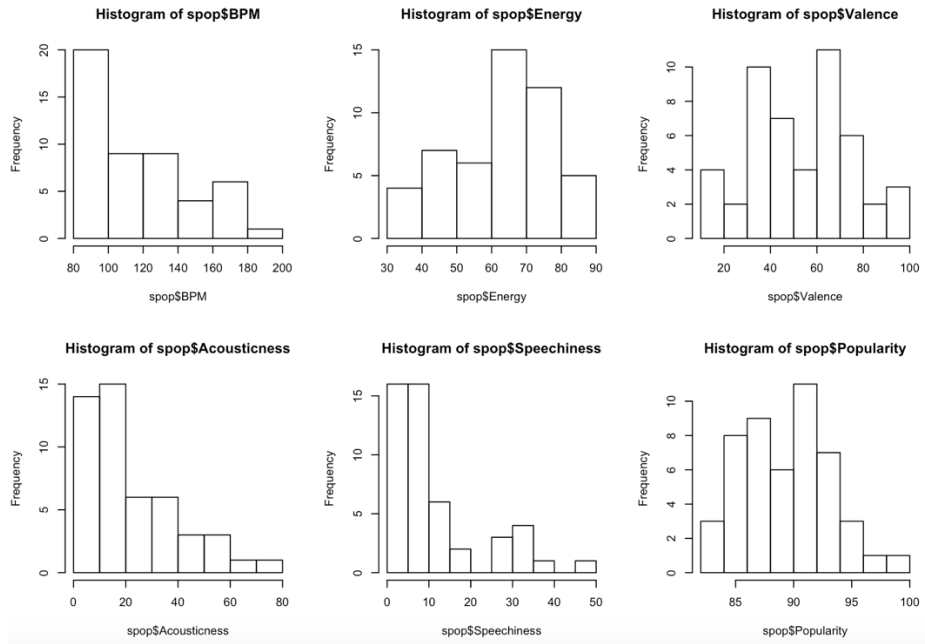 Histogram of spop$BPM
Frequency
0 5 10 15 20
80 100 120 140 160 180 200
spop$BPM
Histogram of spop$Energy
Frequency
0 5 10 15
30 40 50 60 70 80 90
spop$Energy
Histogram of spop$Valence
Frequency
0 2 4 6 8 10
20 40 60 80 100
spop$Valence
Histogram of spop$Acousticness
Frequency
0 5 10 15
0 20 40 60 80
spop$Acousticness
Histogram of spop$Speechiness
Frequency
0 5 10 15
0 10 20 30 40 50
spop$Speechiness
Histogram of spop$Popularity
Frequency
0 2 4 6 8 10
85 90 95 100
spop$Popularity